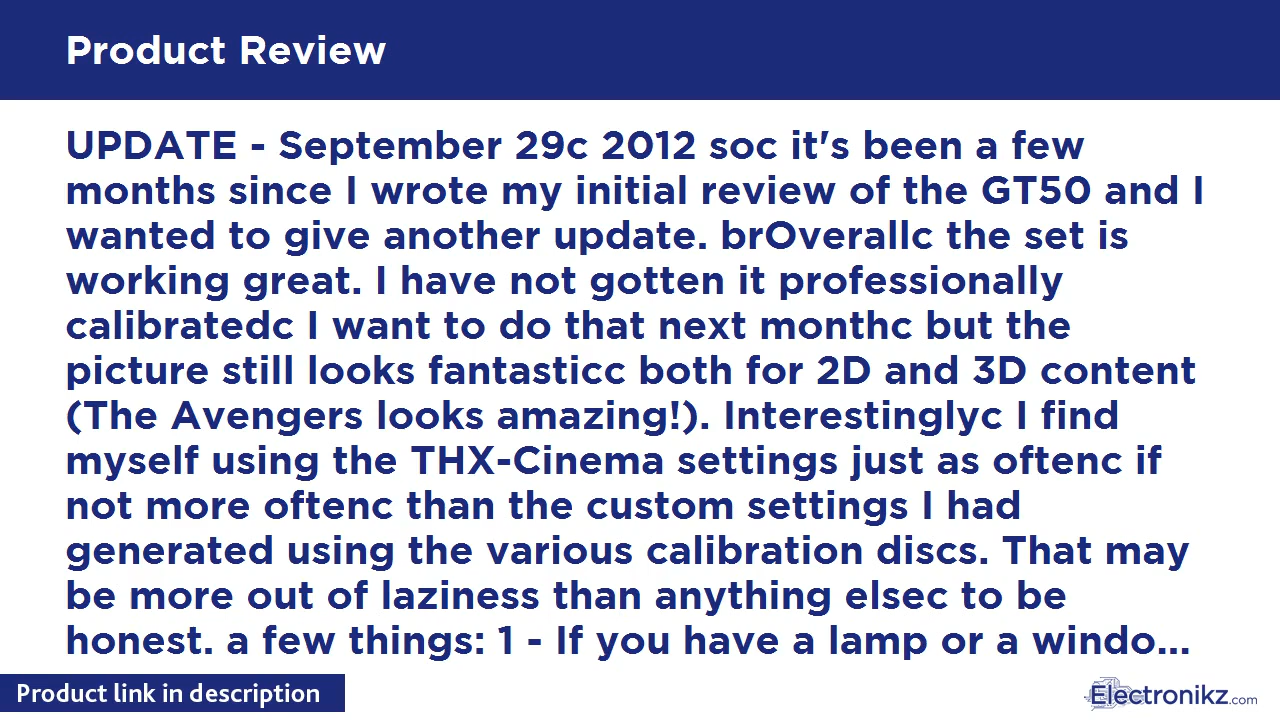 Product Review
UPDATE - September 29c 2012 soc it's been a few
months since I wrote my initial review of the GT50 and I
wanted to give another update. brOverallc the set is
working great. I have not gotten it professionally
calibratedc I want to do that next monthc but the
picture still looks fantasticc both for 2D and 3D content
(The Avengers looks amazing!). Interestinglyc I find
myself using the THX-Cinema settings just as oftenc if
not more oftenc than the custom settings I had
generated using the various calibration discs. That may
be more out of laziness than anything elsec to be
honest. a few things: 1 - If you have a lamp or a windo...
Product link in description
Electronikz.com